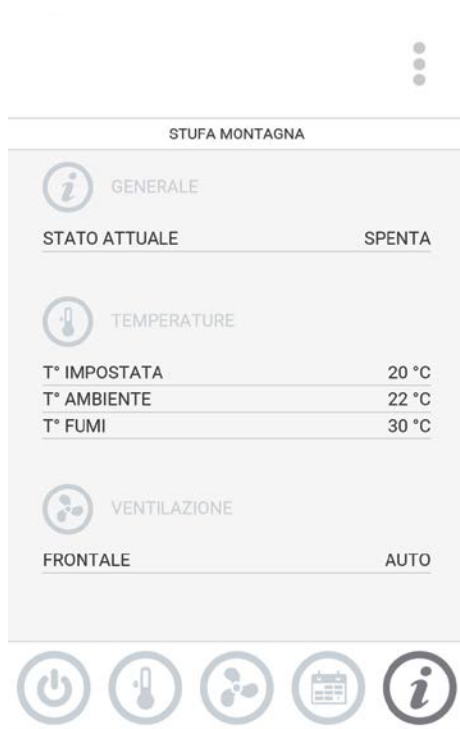 STUFA MONTAGNA
GENERALE
STATO ATTUALE SPENTA
TEMPERATURE
T° IMPOSTATA 20 °C
T° AMBIENTE 22 °C
T° FUMI 30 °C
VENTILAZIONE
FRONTALE AUTO